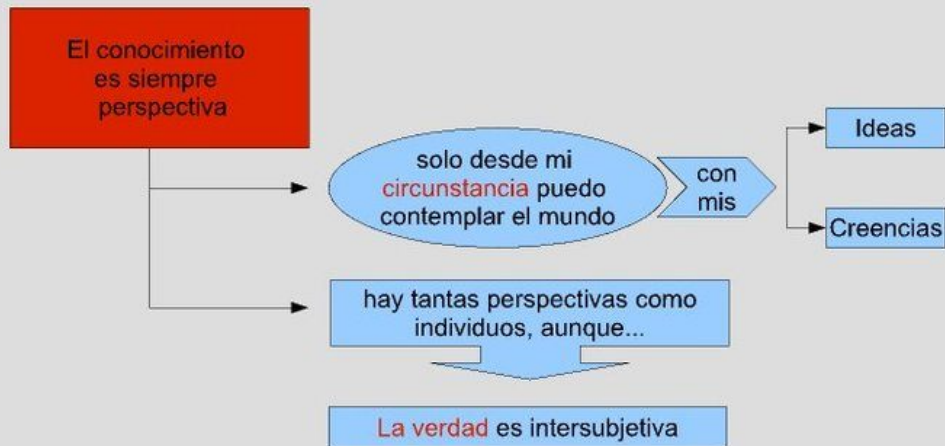 El conocimiento
es siempre
perspectiva
solo desde mi
circunstancia puedo
contemplar el mundo
con
mis
Ideas
Creencias
hay tantas perspectivas como
individuos, aunque...
La verdad es intersubjetiva